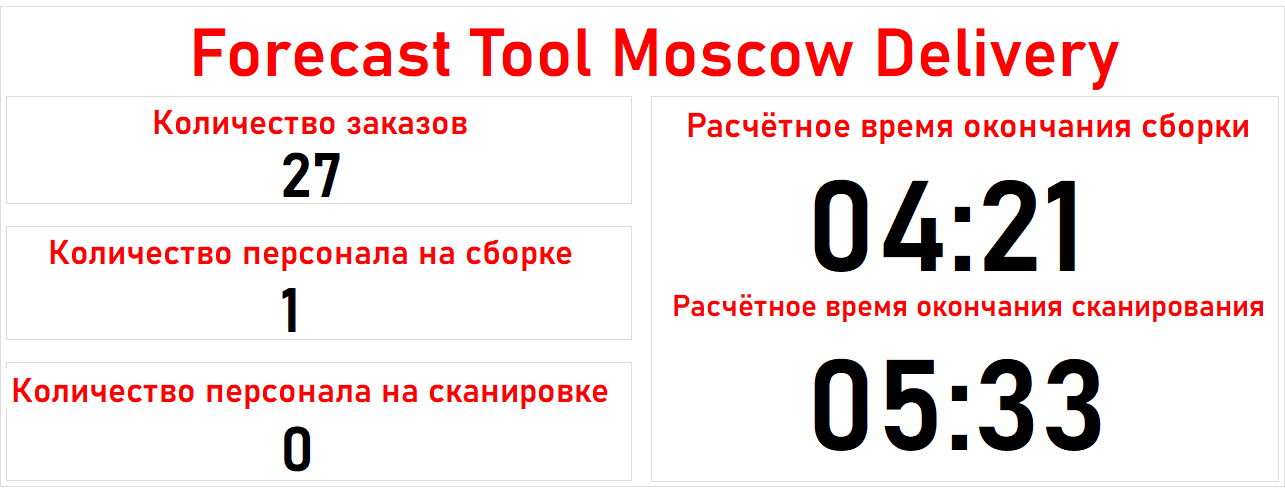 Forecast Tool Moscow Delivery
Количество заказов
27
Количество персонала на сборке
1
Количество персонала на сканировке
0
Расчётное время окончания сборки
04:21
Расчётное время окончания сканирования
05:33